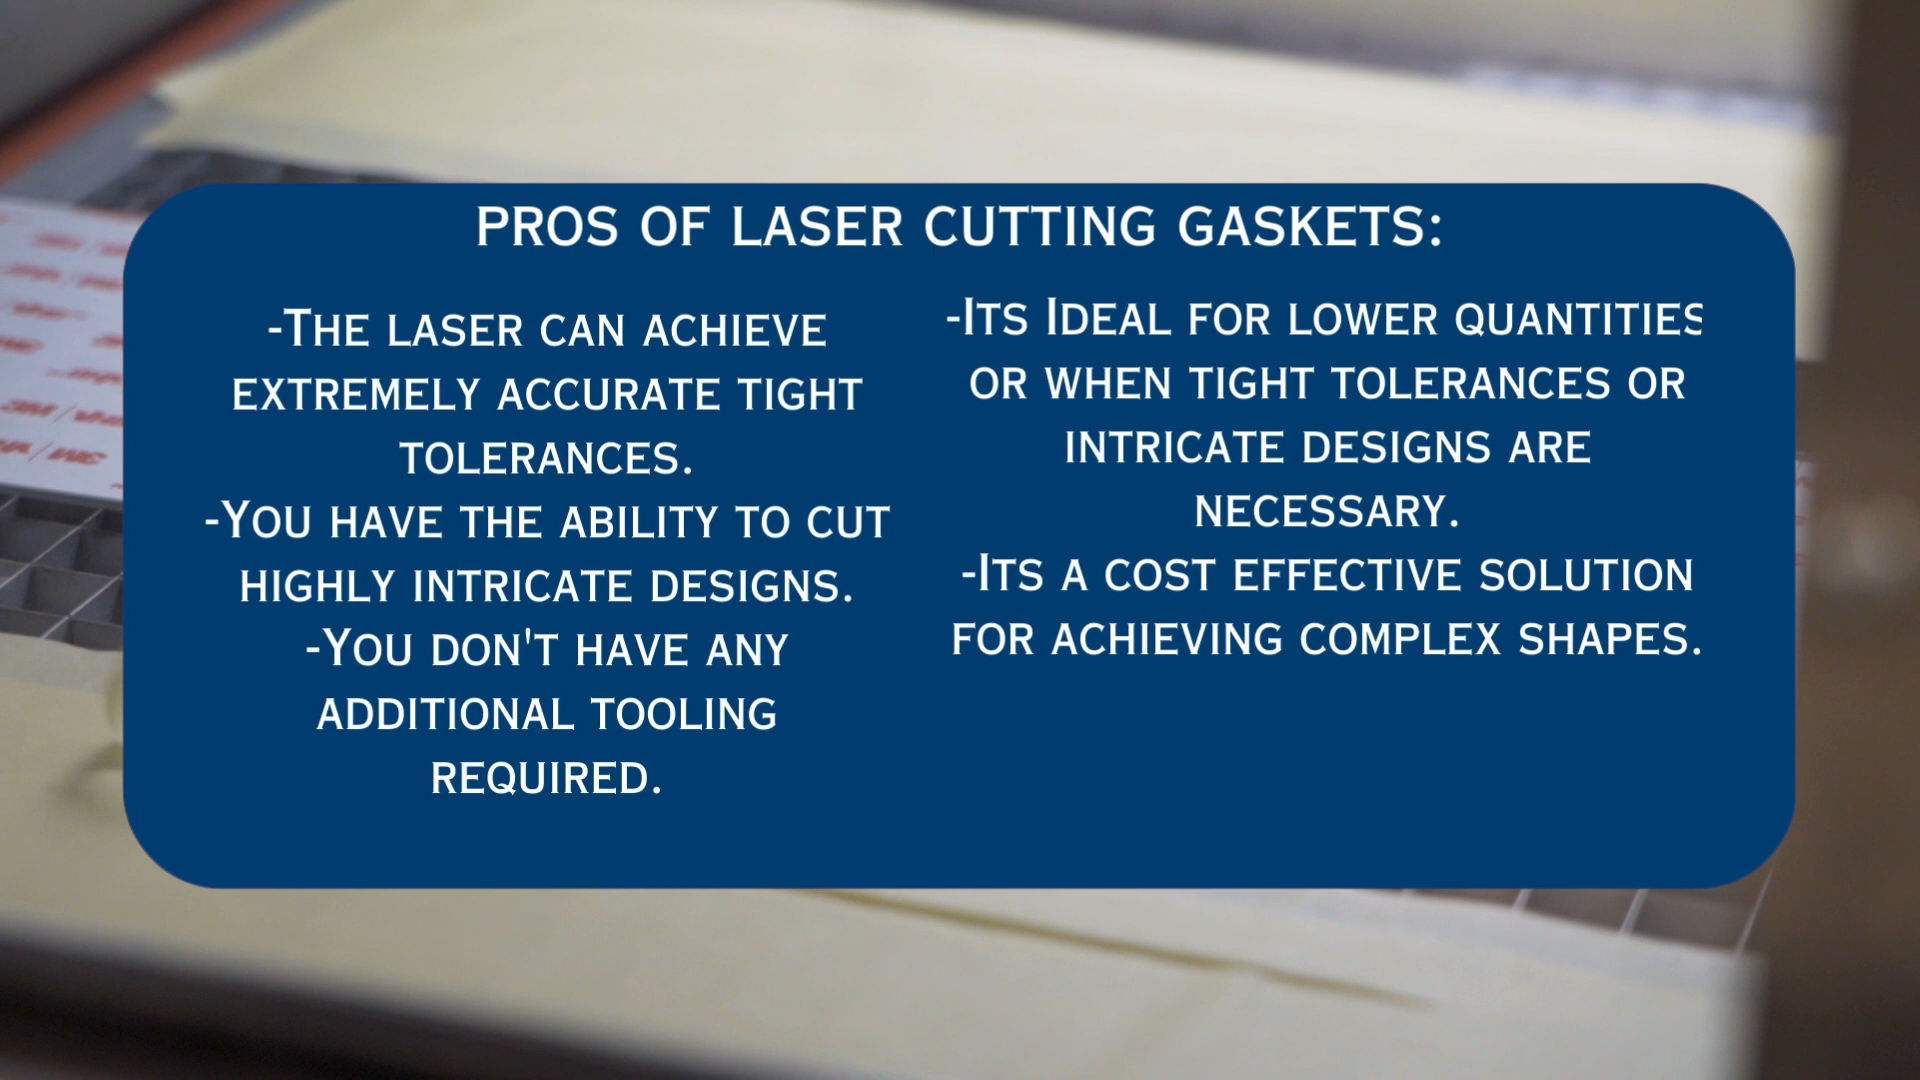 PROS OF LASER CUTTING GASKETS:
-The laser can achieve
extremely accurate tight
tolerances.
-You have the ability to cut
highly intricate designs.
-You don't have any
additional tooling
required.
-Its Ideal for lower quantities
or when tight tolerances or
intricate designs are
necessary.
-Its a cost effective solution
for achieving complex shapes.